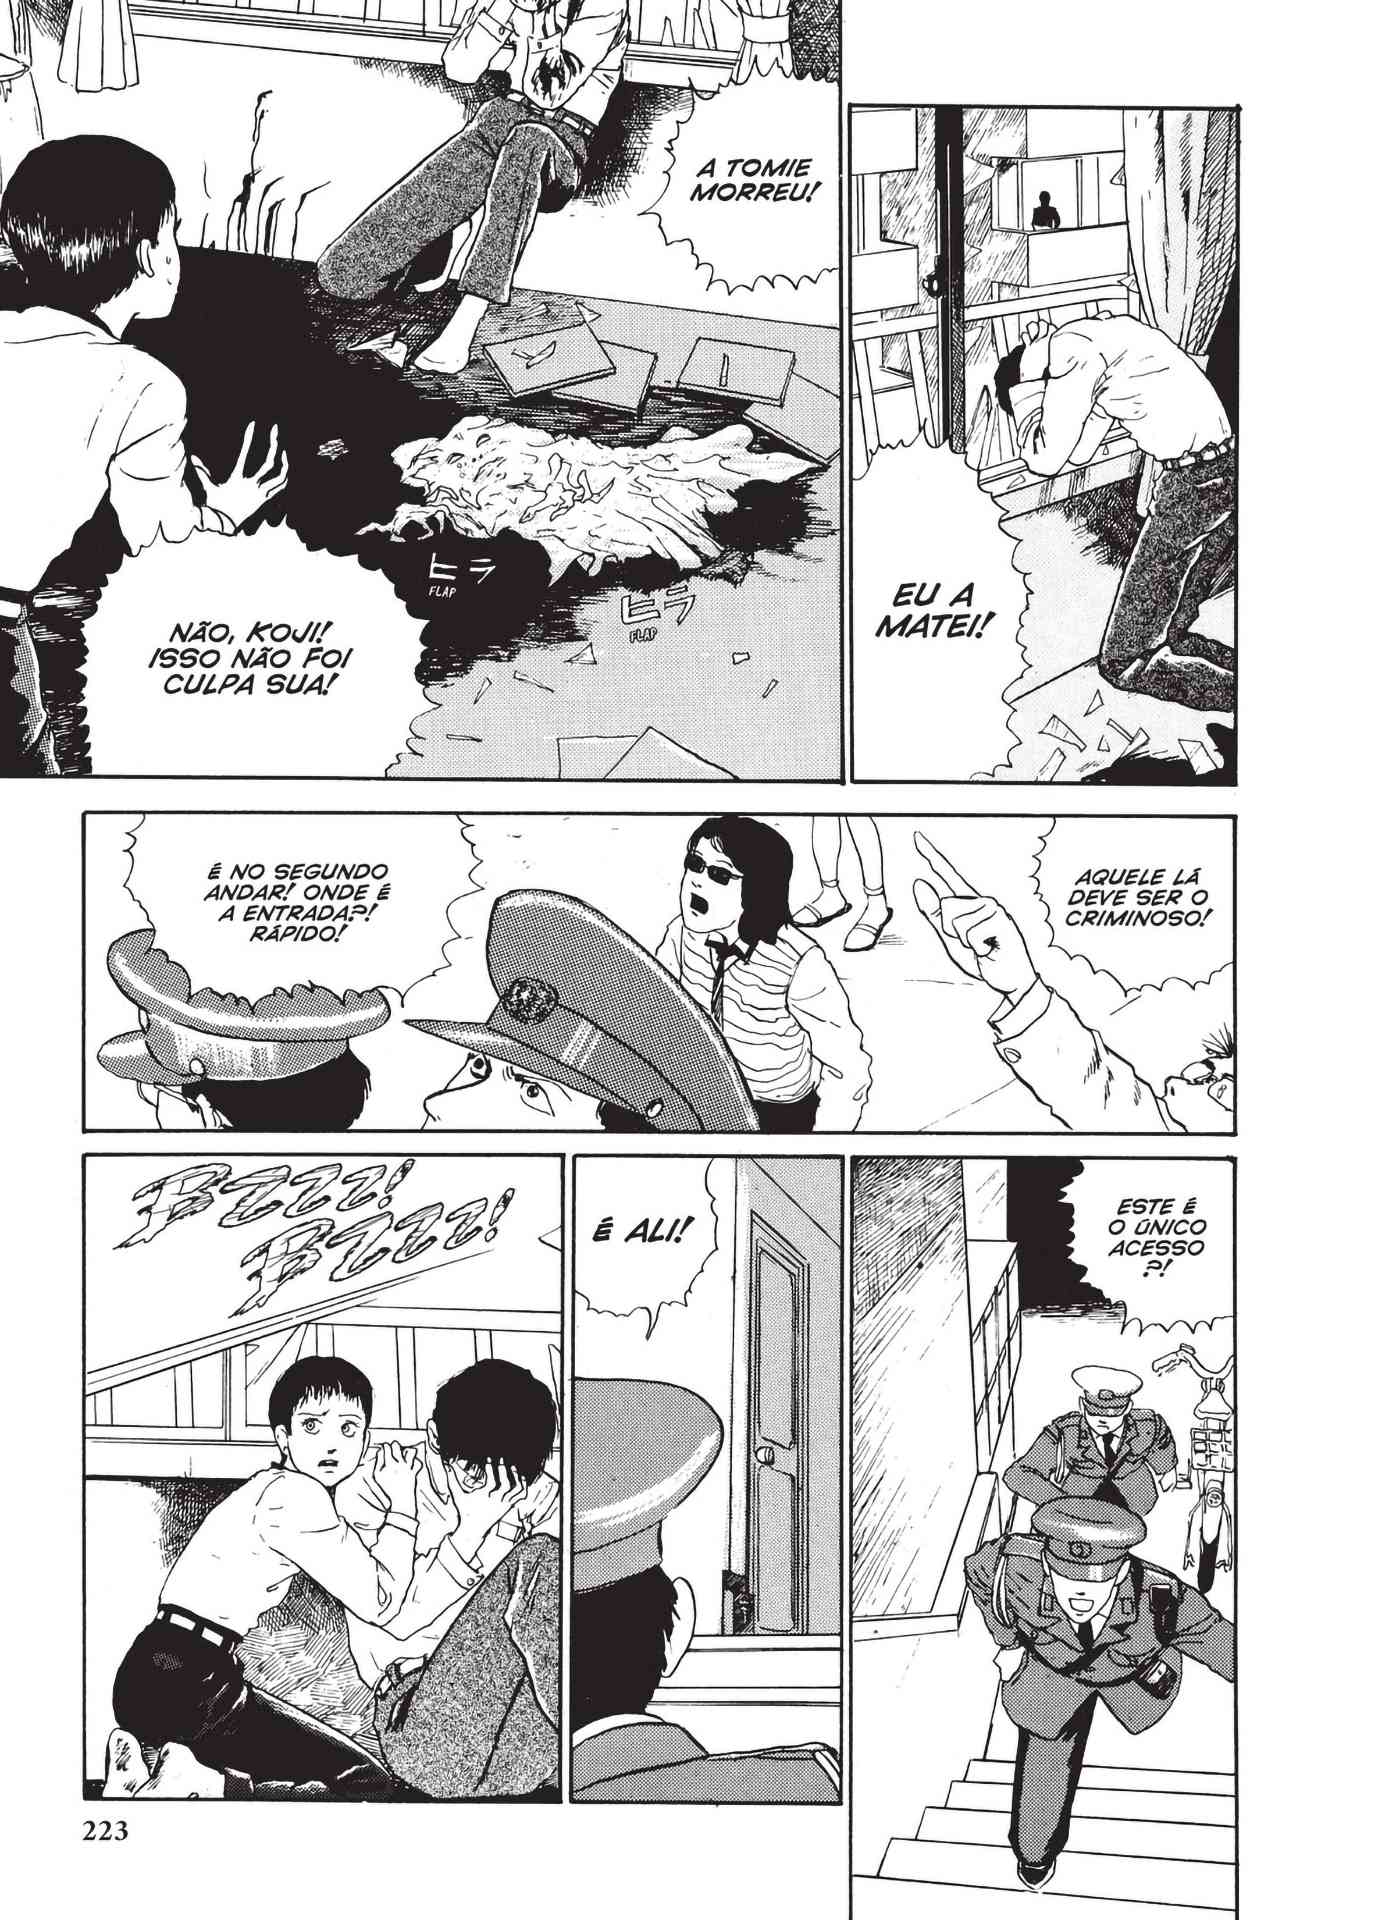 EU A
MATEI!
A TOMIE
MORREU!
ヒラ
FLAP
ヒラ
FLAP
NÃO, KOJI!
ISSO NÃO FOI
CULPA SUA!
AQUELE LÁ
DEVE SER O
CRIMINOSO!
É NO SEGUNDO
ANDAR! ONDE É
A ENTRADA?!
RÁPIDO!
ESTE É
O ÚNICO
ACESSO
?!
É ALI!
BZZZ!
BZZZ!
223